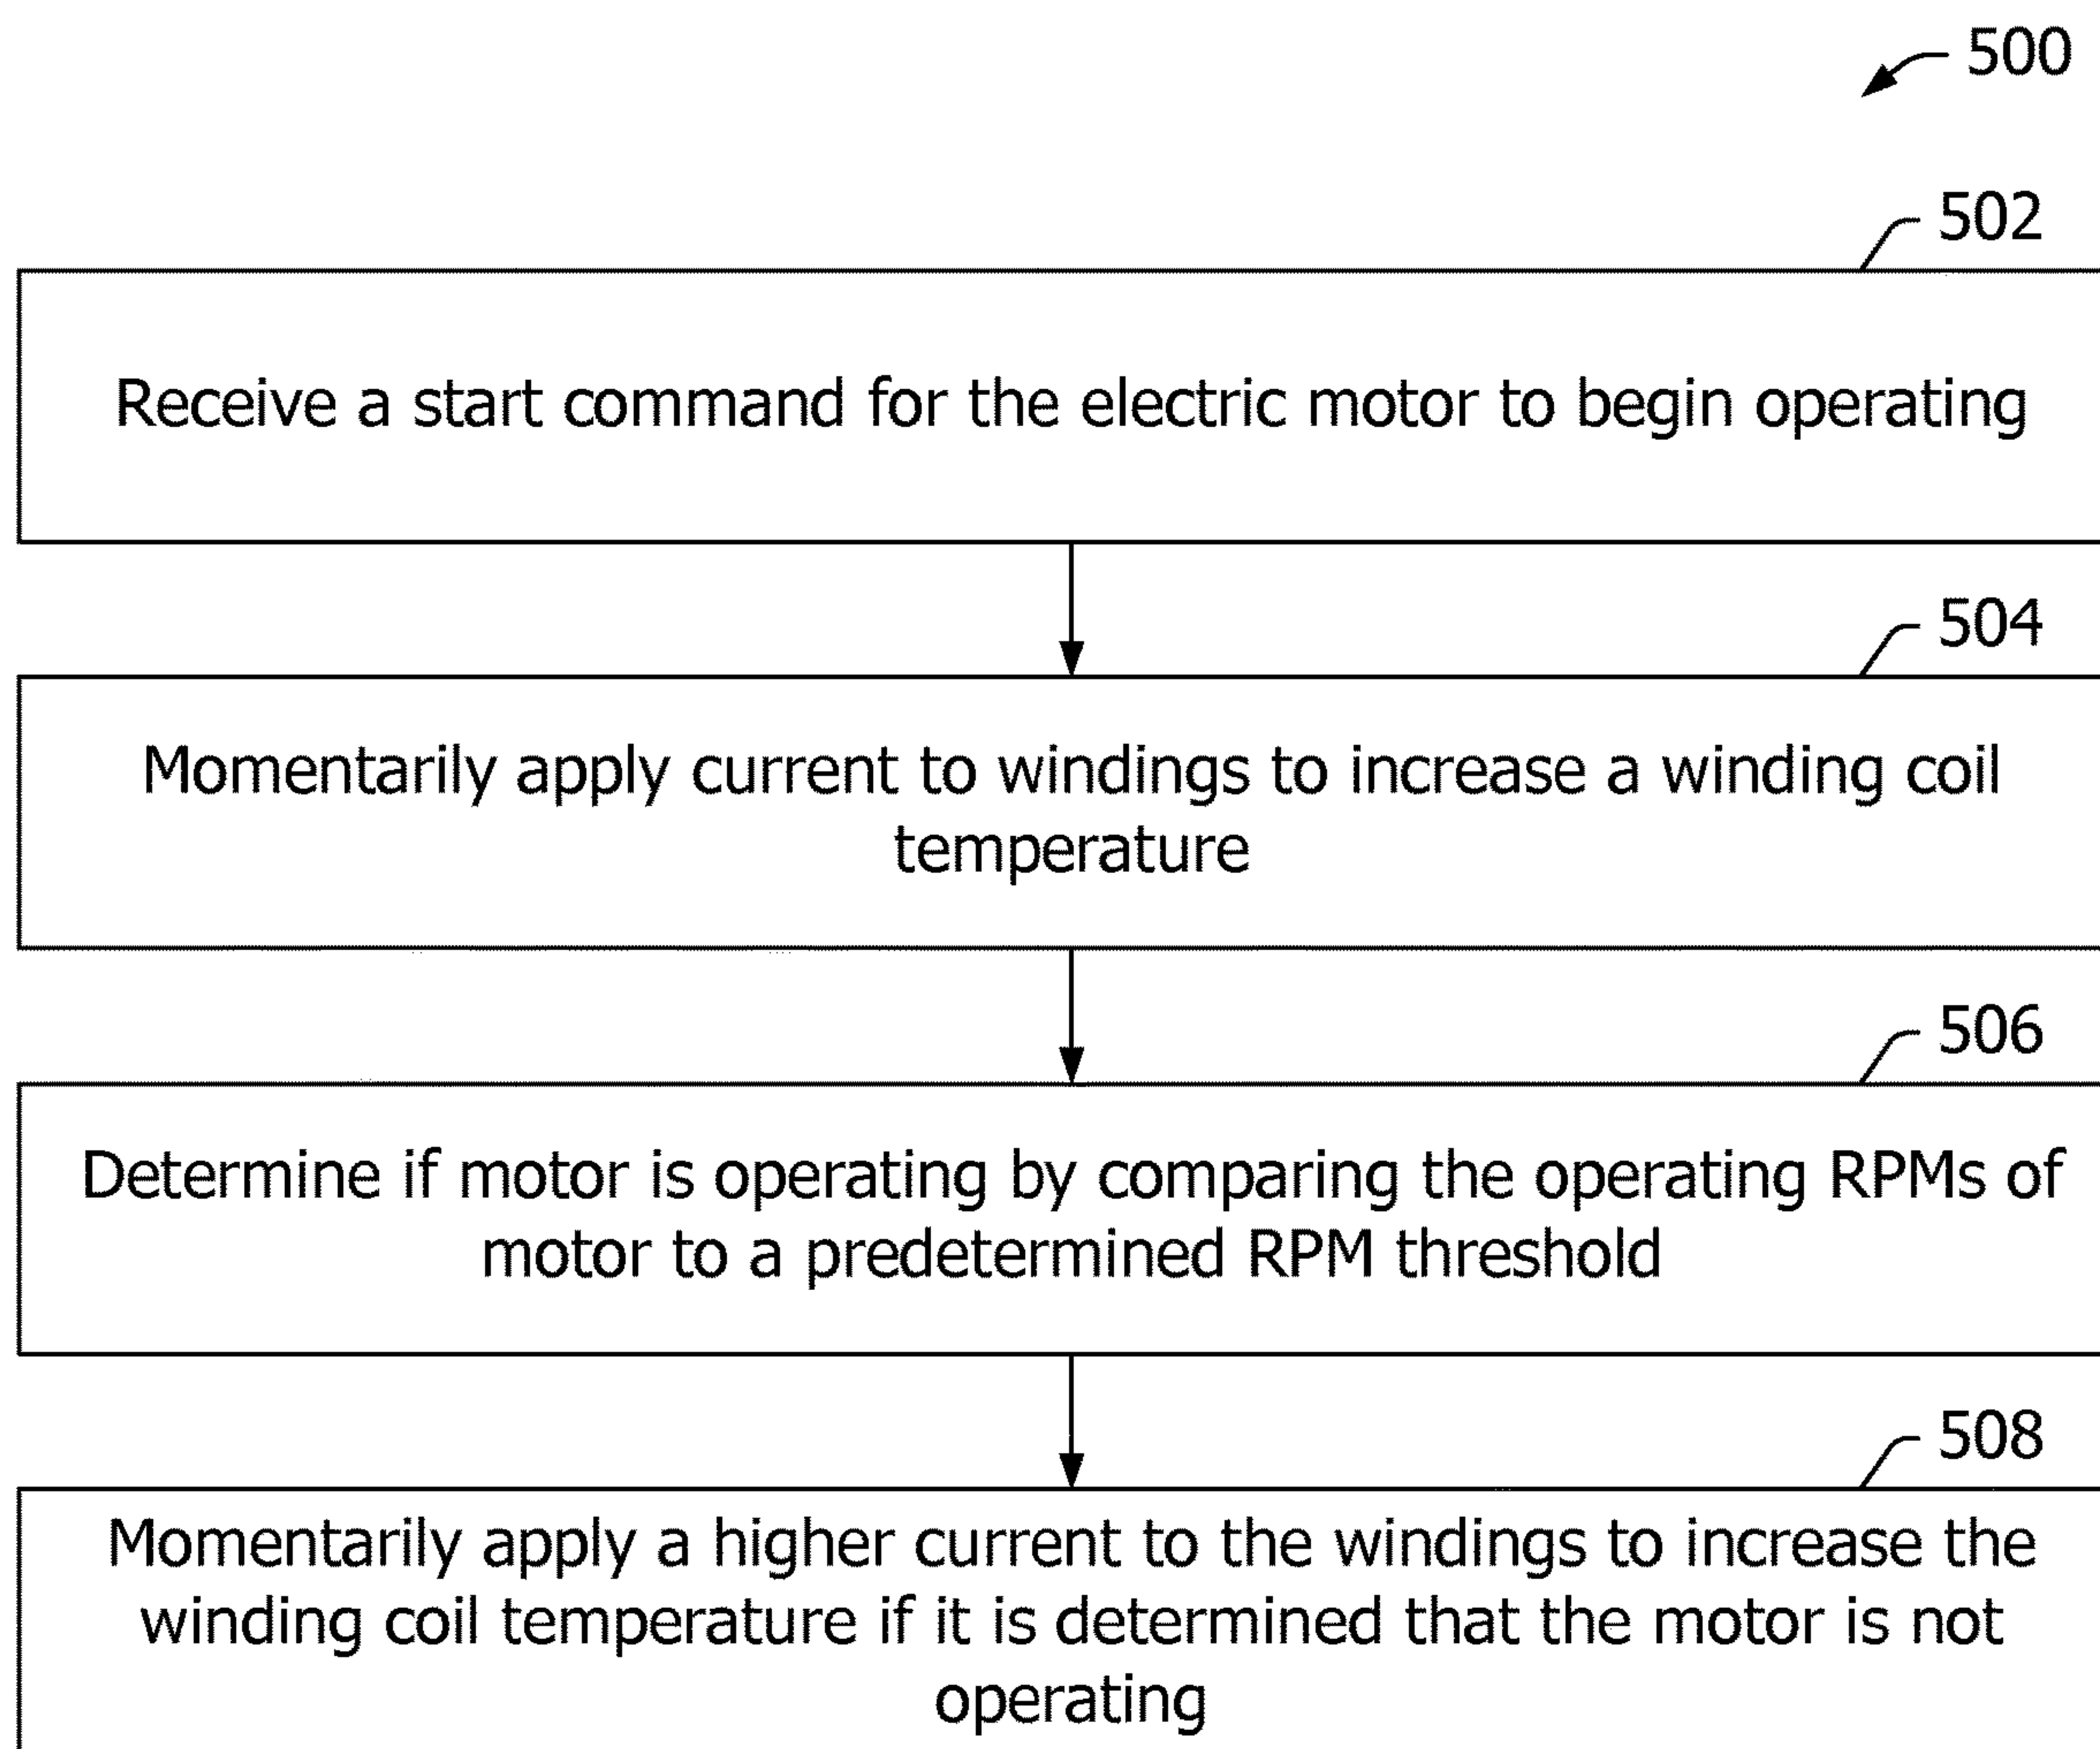 500
502
Receive a start command for the electric motor to begin operating
504
Momentarily apply current to windings to increase a winding coil
temperature
506
Determine if motor is operating by comparing the operating RPMs of
motor to a predetermined RPM threshold
508
Momentarily apply a higher current to the windings to increase the
winding coil temperature if it is determined that the motor is not
operating